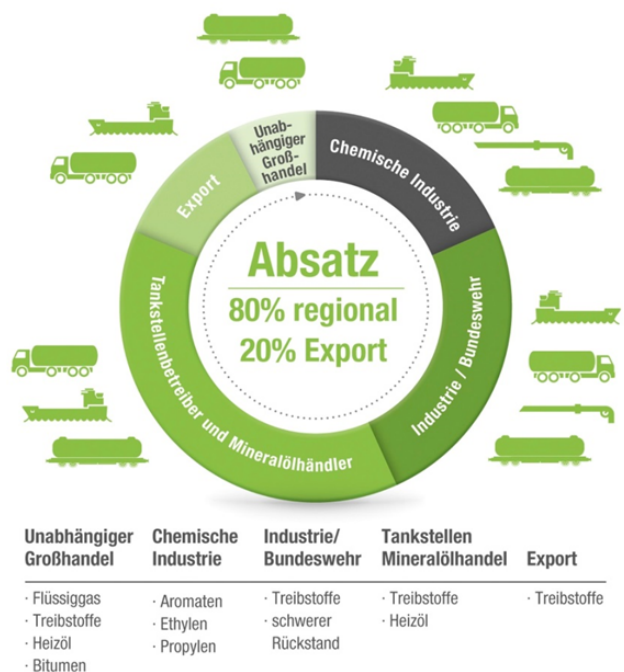 Unab-
hängiger
Groß-
handel
Chemische Industrie
Export
Absatz
80% regional
20% Export
Tankstellenbetreiber und Mineralölhändler
Industrie / Bundeswehr
Unabhängiger
Großhandel
· Flüssiggas
· Treibstoffe
· Heizöl
· Bitumen
Chemische
Industrie
· Aromaten
· Ethylen
· Propylen
Industrie/
Bundeswehr
· Treibstoffe
· schwerer
Rückstand
Tankstellen
Mineralölhandel
· Treibstoffe
· Heizöl
Export
· Treibstoffe